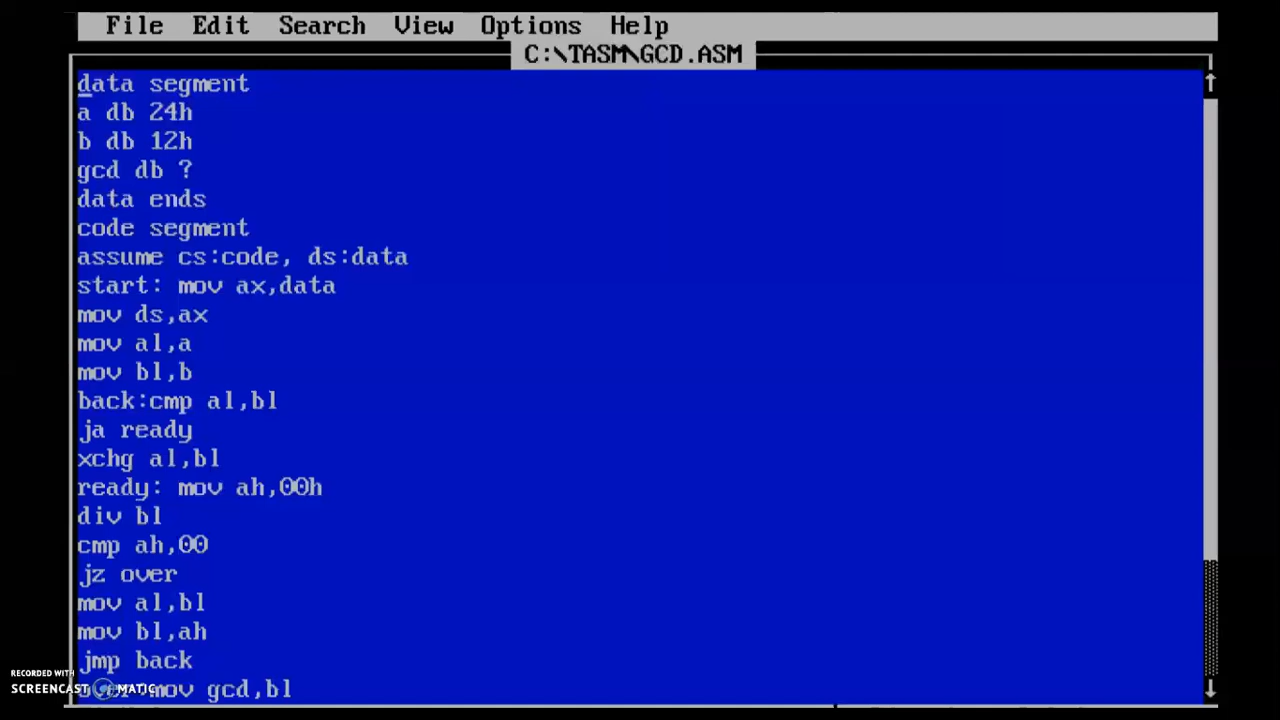 File Edit Search View Options Help
C:\TASM\GCD.ASM
data segment
a db 24h
b db 12h
gcd db ?
data ends
code segment
assume cs:code, ds:data
start: mov ax,data
mov ds,ax
mov al,a
mov bl,b
back:cmp al,bl
ja ready
xchg al,bl
ready: mov ah,00h
div bl
cmp ah,00
jz over
mov al,bl
mov bl,ah
jmp back
mov gcd,bl
RECORDED WITH
SCREENCAST MATIC